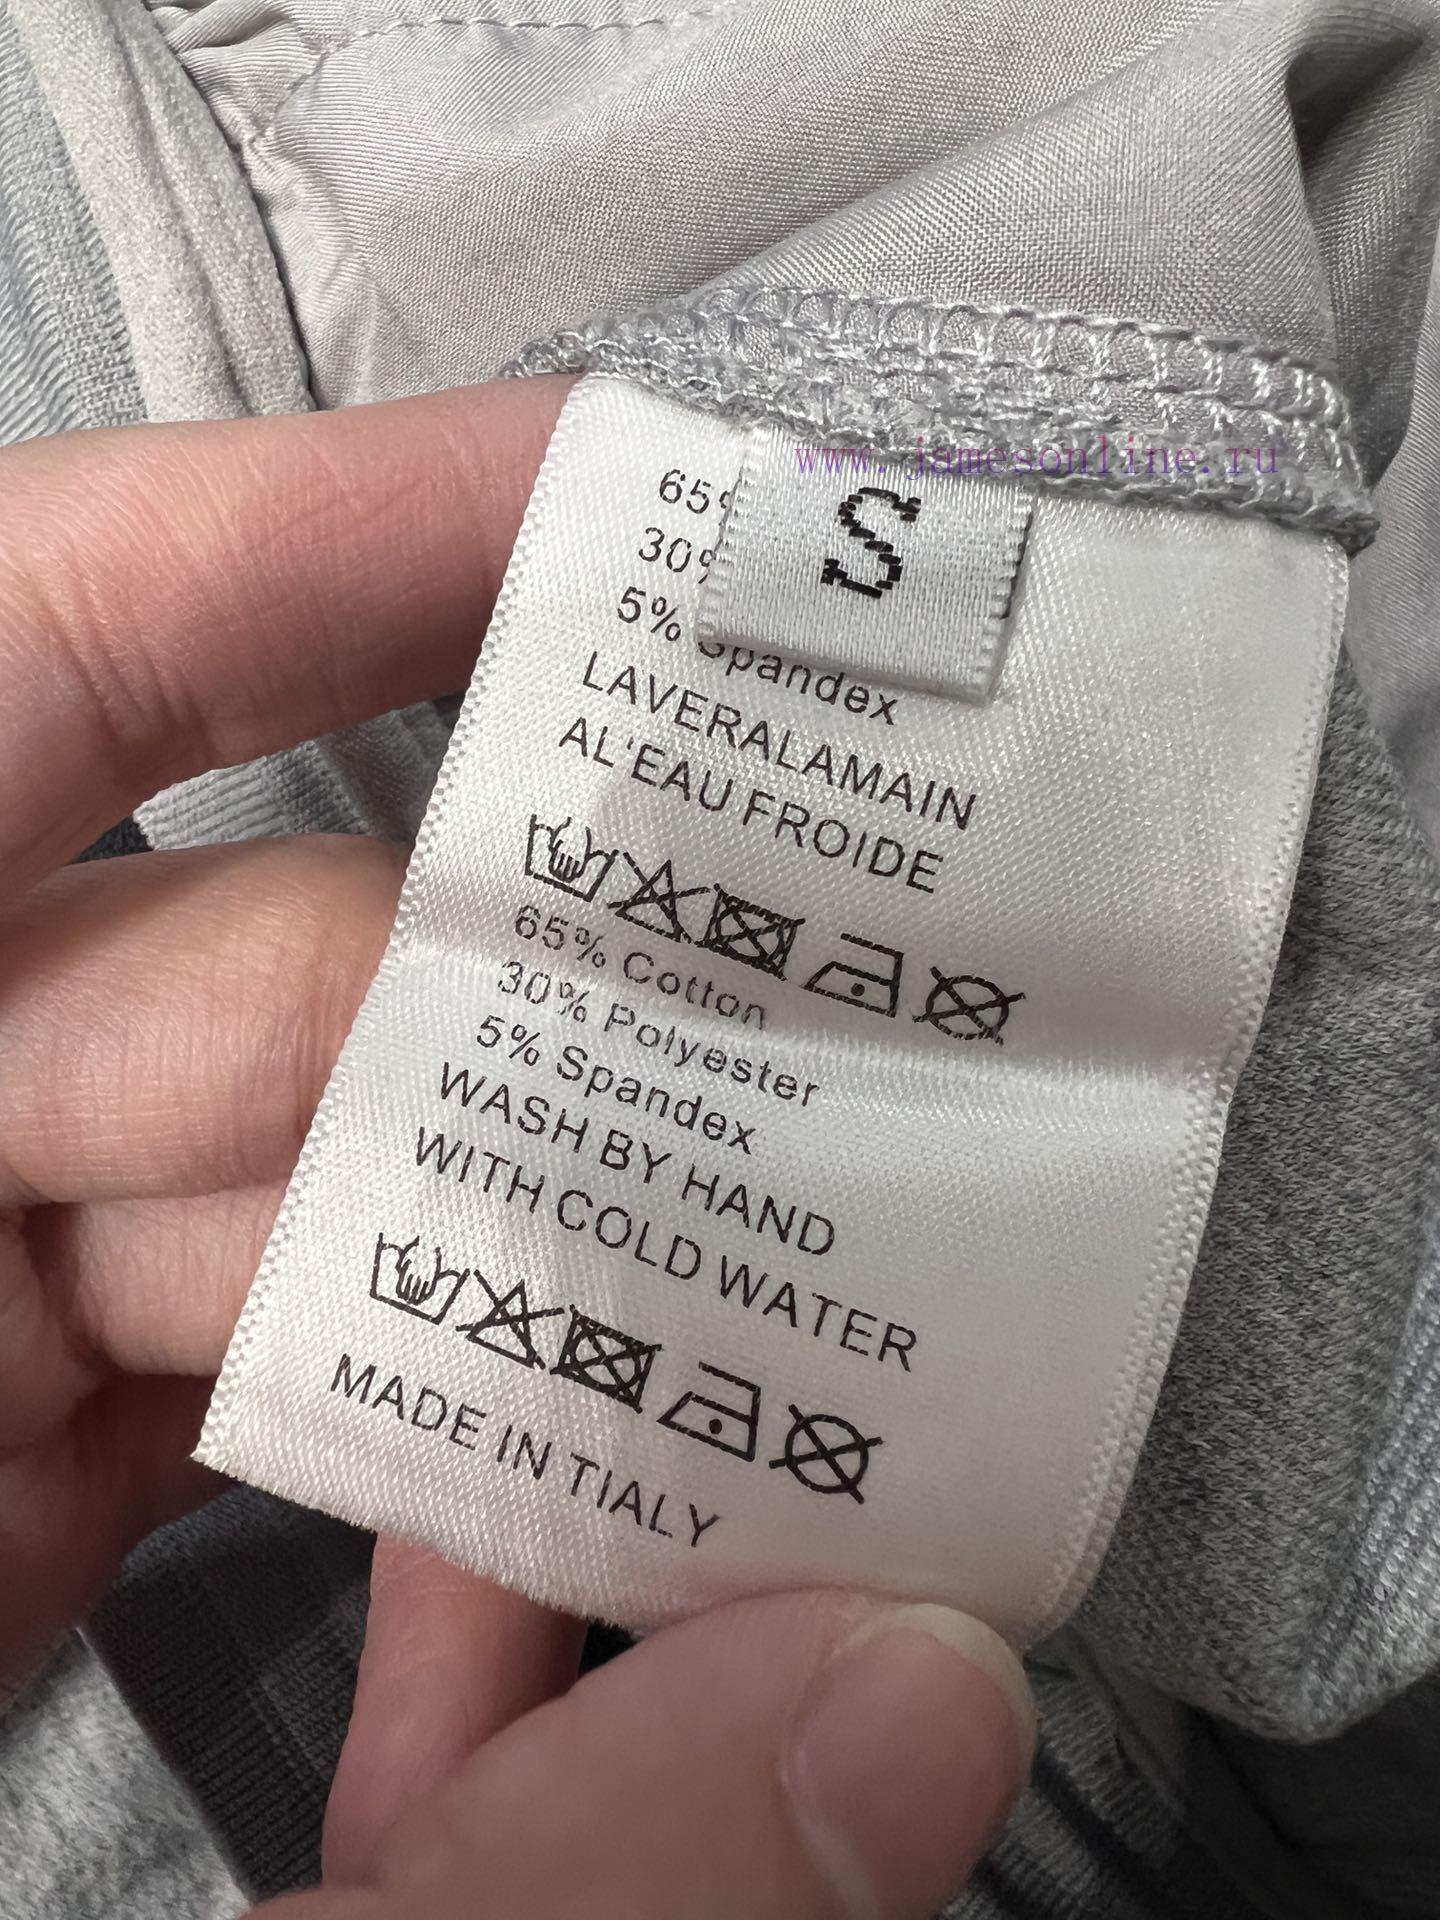 www.jamesonline.ru
S
65%
30%
5% Spandex
LAVERALAMAIN
AL'EAU FROIDE
65% Cotton
30% Polyester
5% Spandex
WASH BY HAND
WITH COLD WATER
MADE IN TIALY